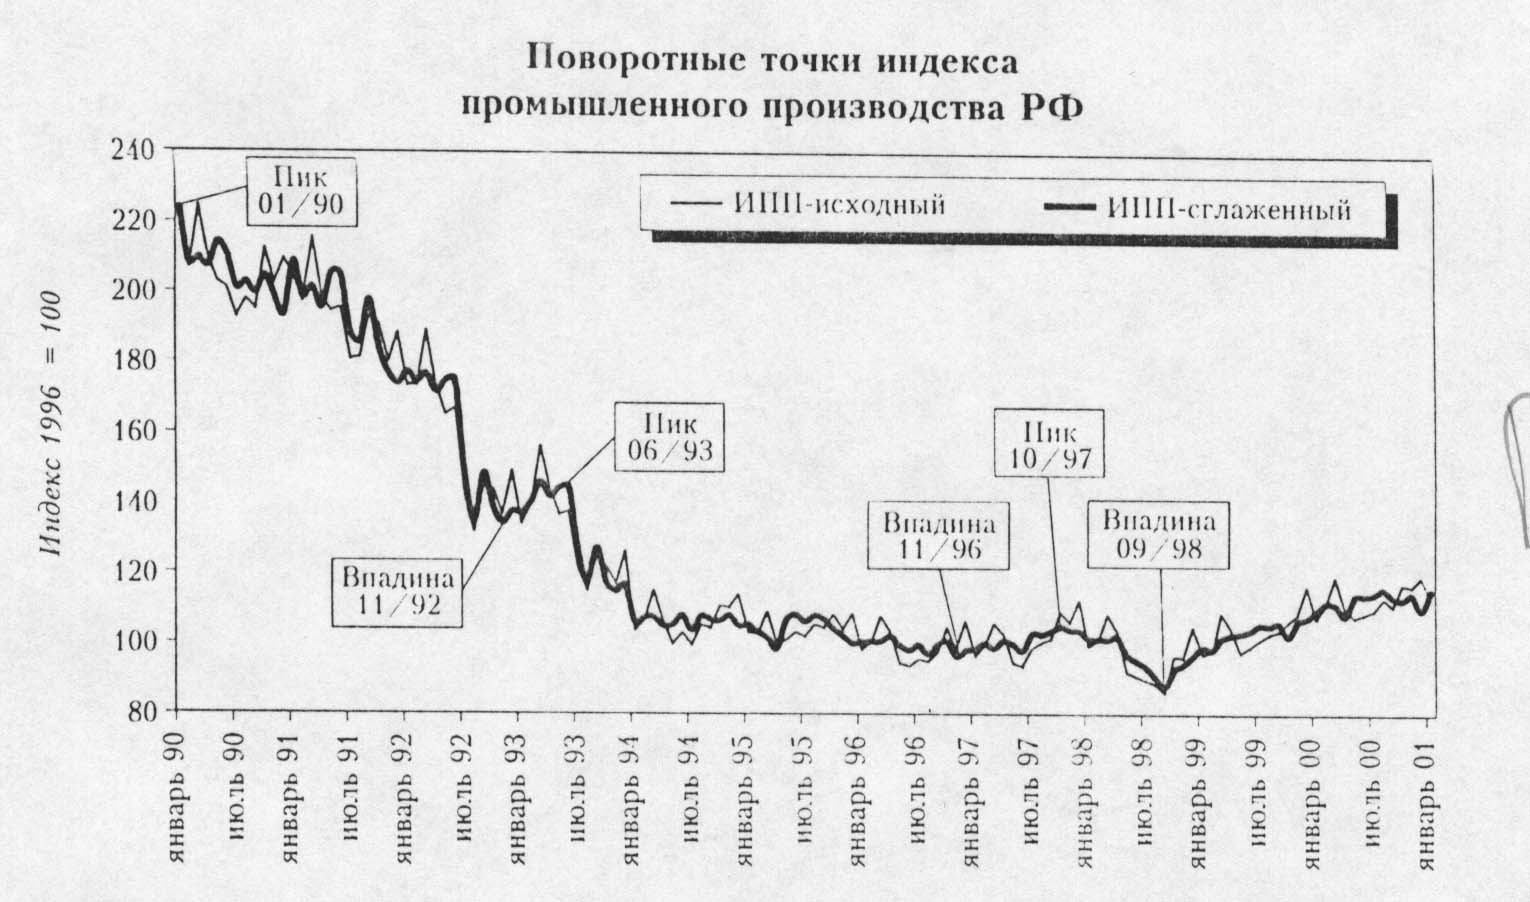 Поворотные точки индекса
промышленного производства РФ
Индекс 1996 = 100
240
220
200
180
160
140
120
100
80
Пик
01/90
ИПП-исходный
ИПП-сглаженный
Пик
06/93
Пик
10/97
Впадина
11/96
Впадина
09/98
Впадина
11/92
январь 90
июль 90
январь 91
июль 91
январь 92
июль 92
январь 93
июль 93
январь 94
июль 94
январь 95
июль 95
январь 96
июль 96
январь 97
июль 97
январь 98
июль 98
январь 99
июль 99
январь 00
июль 00
январь 01